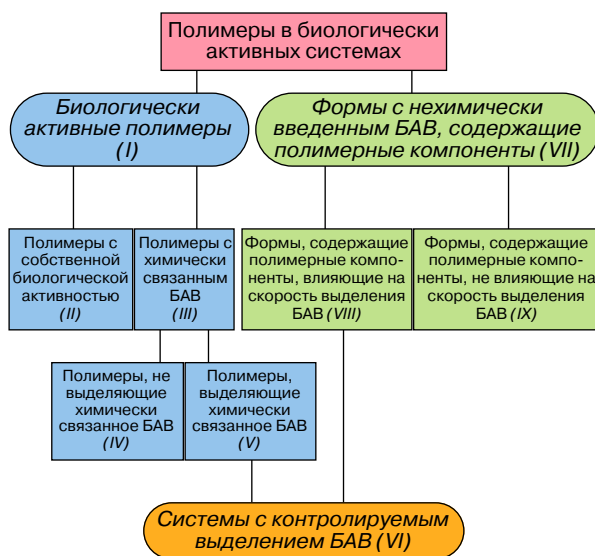 Полимеры в биологически
активных системах
Биологически
активные полимеры
(I)
Формы с нехимически
введенным БАВ, содержащие
полимерные компоненты (VII)
Полимеры с
собственной
биологической
активностью
(II)
Полимеры с
химически
связанным БАВ
(III)
Формы, содержащие
полимерные компо-
ненты, влияющие на
скорость выделения
БАВ (VIII)
Формы, содержащие
полимерные компо-
ненты, не влияющие на
скорость выделения
БАВ (IX)
Полимеры, не
выделяющие
химически
связанное БАВ
(IV)
Полимеры,
выделяющие
химически
связанное БАВ
(V)
Системы с контролируемым
выделением БАВ (VI)